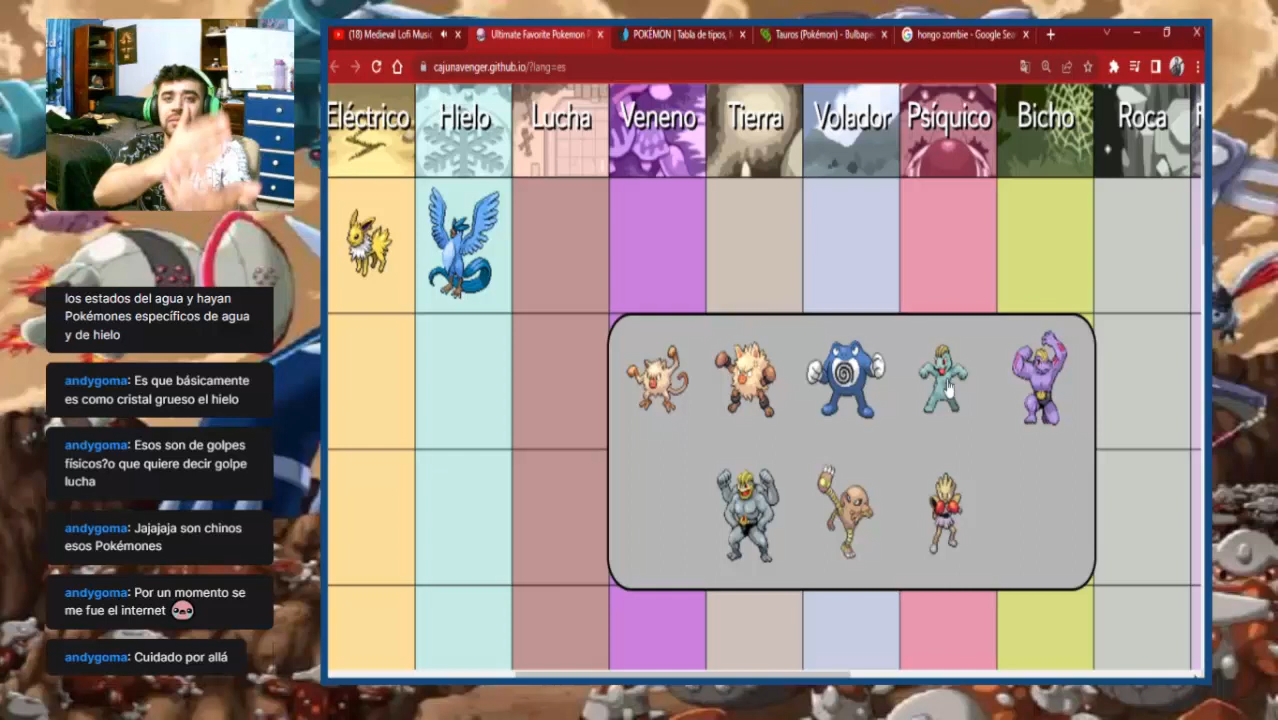 (18) Medieval Lofi Music
Ultimate Favorite Pokemon P
POKÉMON | Tabla de tipos,
Tauros (Pokémon) - Bulbape
hongo zombie - Google Sea
cajunavenger.github.io/?lang=es
Eléctrico
Hielo
Lucha
Veneno
Tierra
Volador
Psíquico
Bicho
Roca
los estados del agua y hayan
Pokémones específicos de agua
y de hielo
andygoma: Es que básicamente
es como cristal grueso el hielo
andygoma: Esos son de golpes
físicos?o que quiere decir golpe
lucha
andygoma: Jajajaja son chinos
esos Pokémones
andygoma: Por un momento se
me fue el internet
andygoma: Cuidado por allá